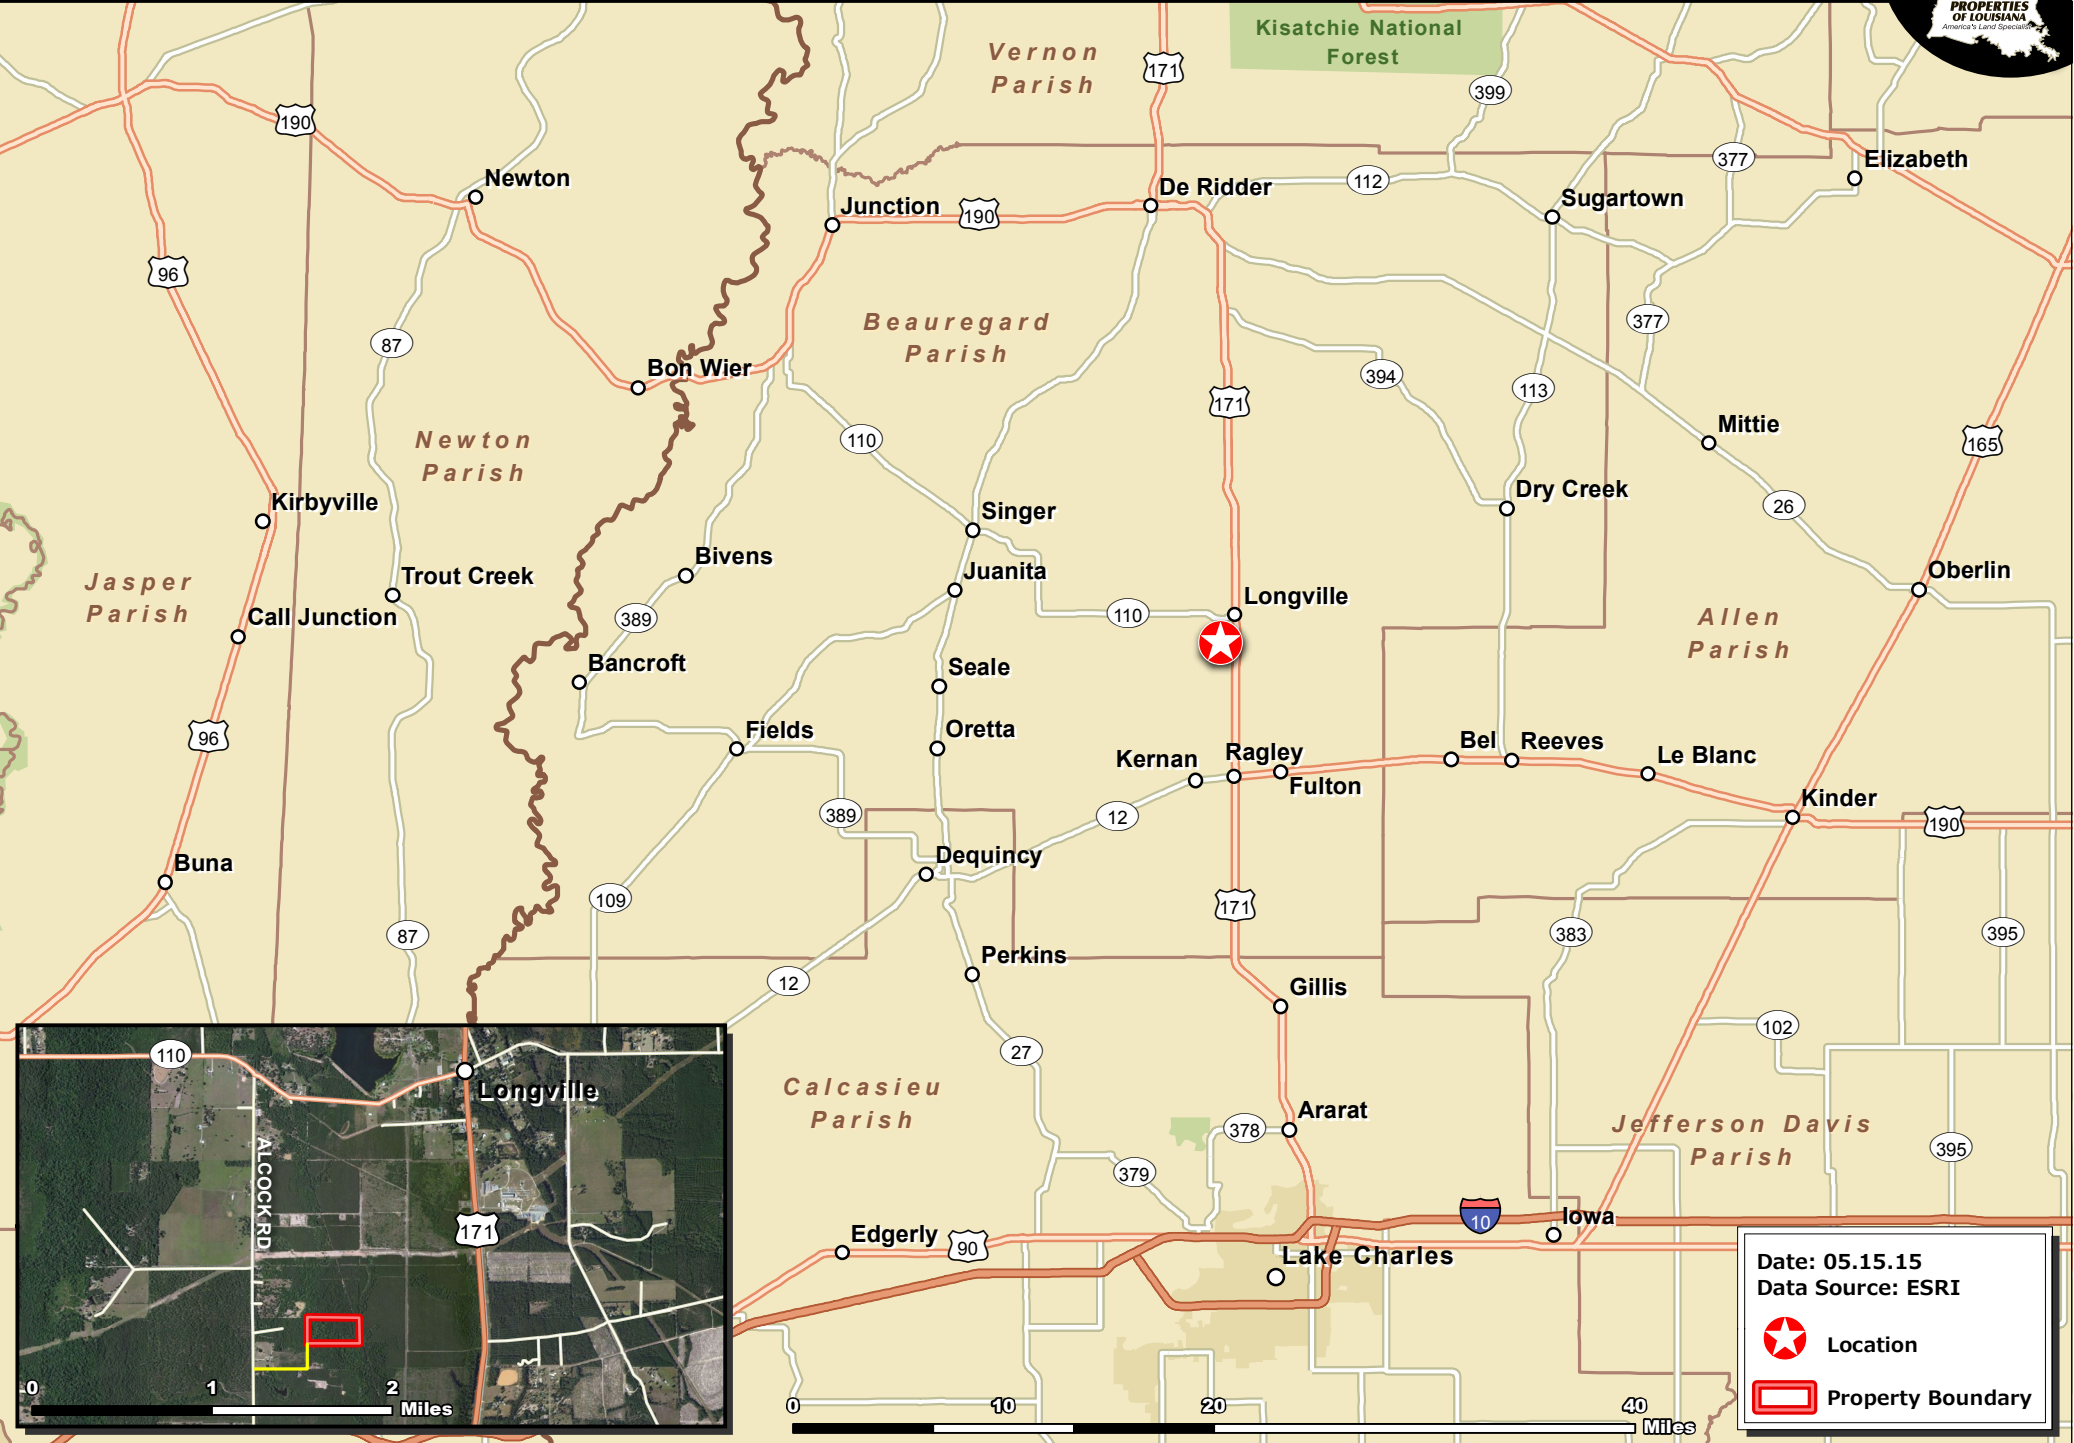 PROPERTIES
OF LOUISIANA
America's Land Specialist
Kisatchie National
Forest
Vernon
Parish
171
399
190
377
Elizabeth
Newton
De Ridder
112
Sugartown
Junction
190
96
Beauregard
Parish
377
87
Bon Wier
394
113
171
Mittie
110
Newton
Parish
165
Kirbyville
Singer
Dry Creek
26
Bivens
Juanita
Trout Creek
Oberlin
Jasper
Parish
Longville
Call Junction
389
110
Allen
Parish
Bancroft
Seale
Fields
Oretta
96
Kernan
Ragley
Fulton
Bel
Reeves
Le Blanc
Kinder
389
12
190
Buna
Dequincy
109
171
87
383
395
Perkins
12
Gillis
27
102
Calcasieu
Parish
Ararat
378
Jefferson Davis
Parish
379
395
10
Iowa
Edgerly
90
Lake Charles
110
Longville
ALCOCK RD
171
0
1
2
Miles
0
10
20
40
Miles
Date: 05.15.15
Data Source: ESRI
Location
Property Boundary